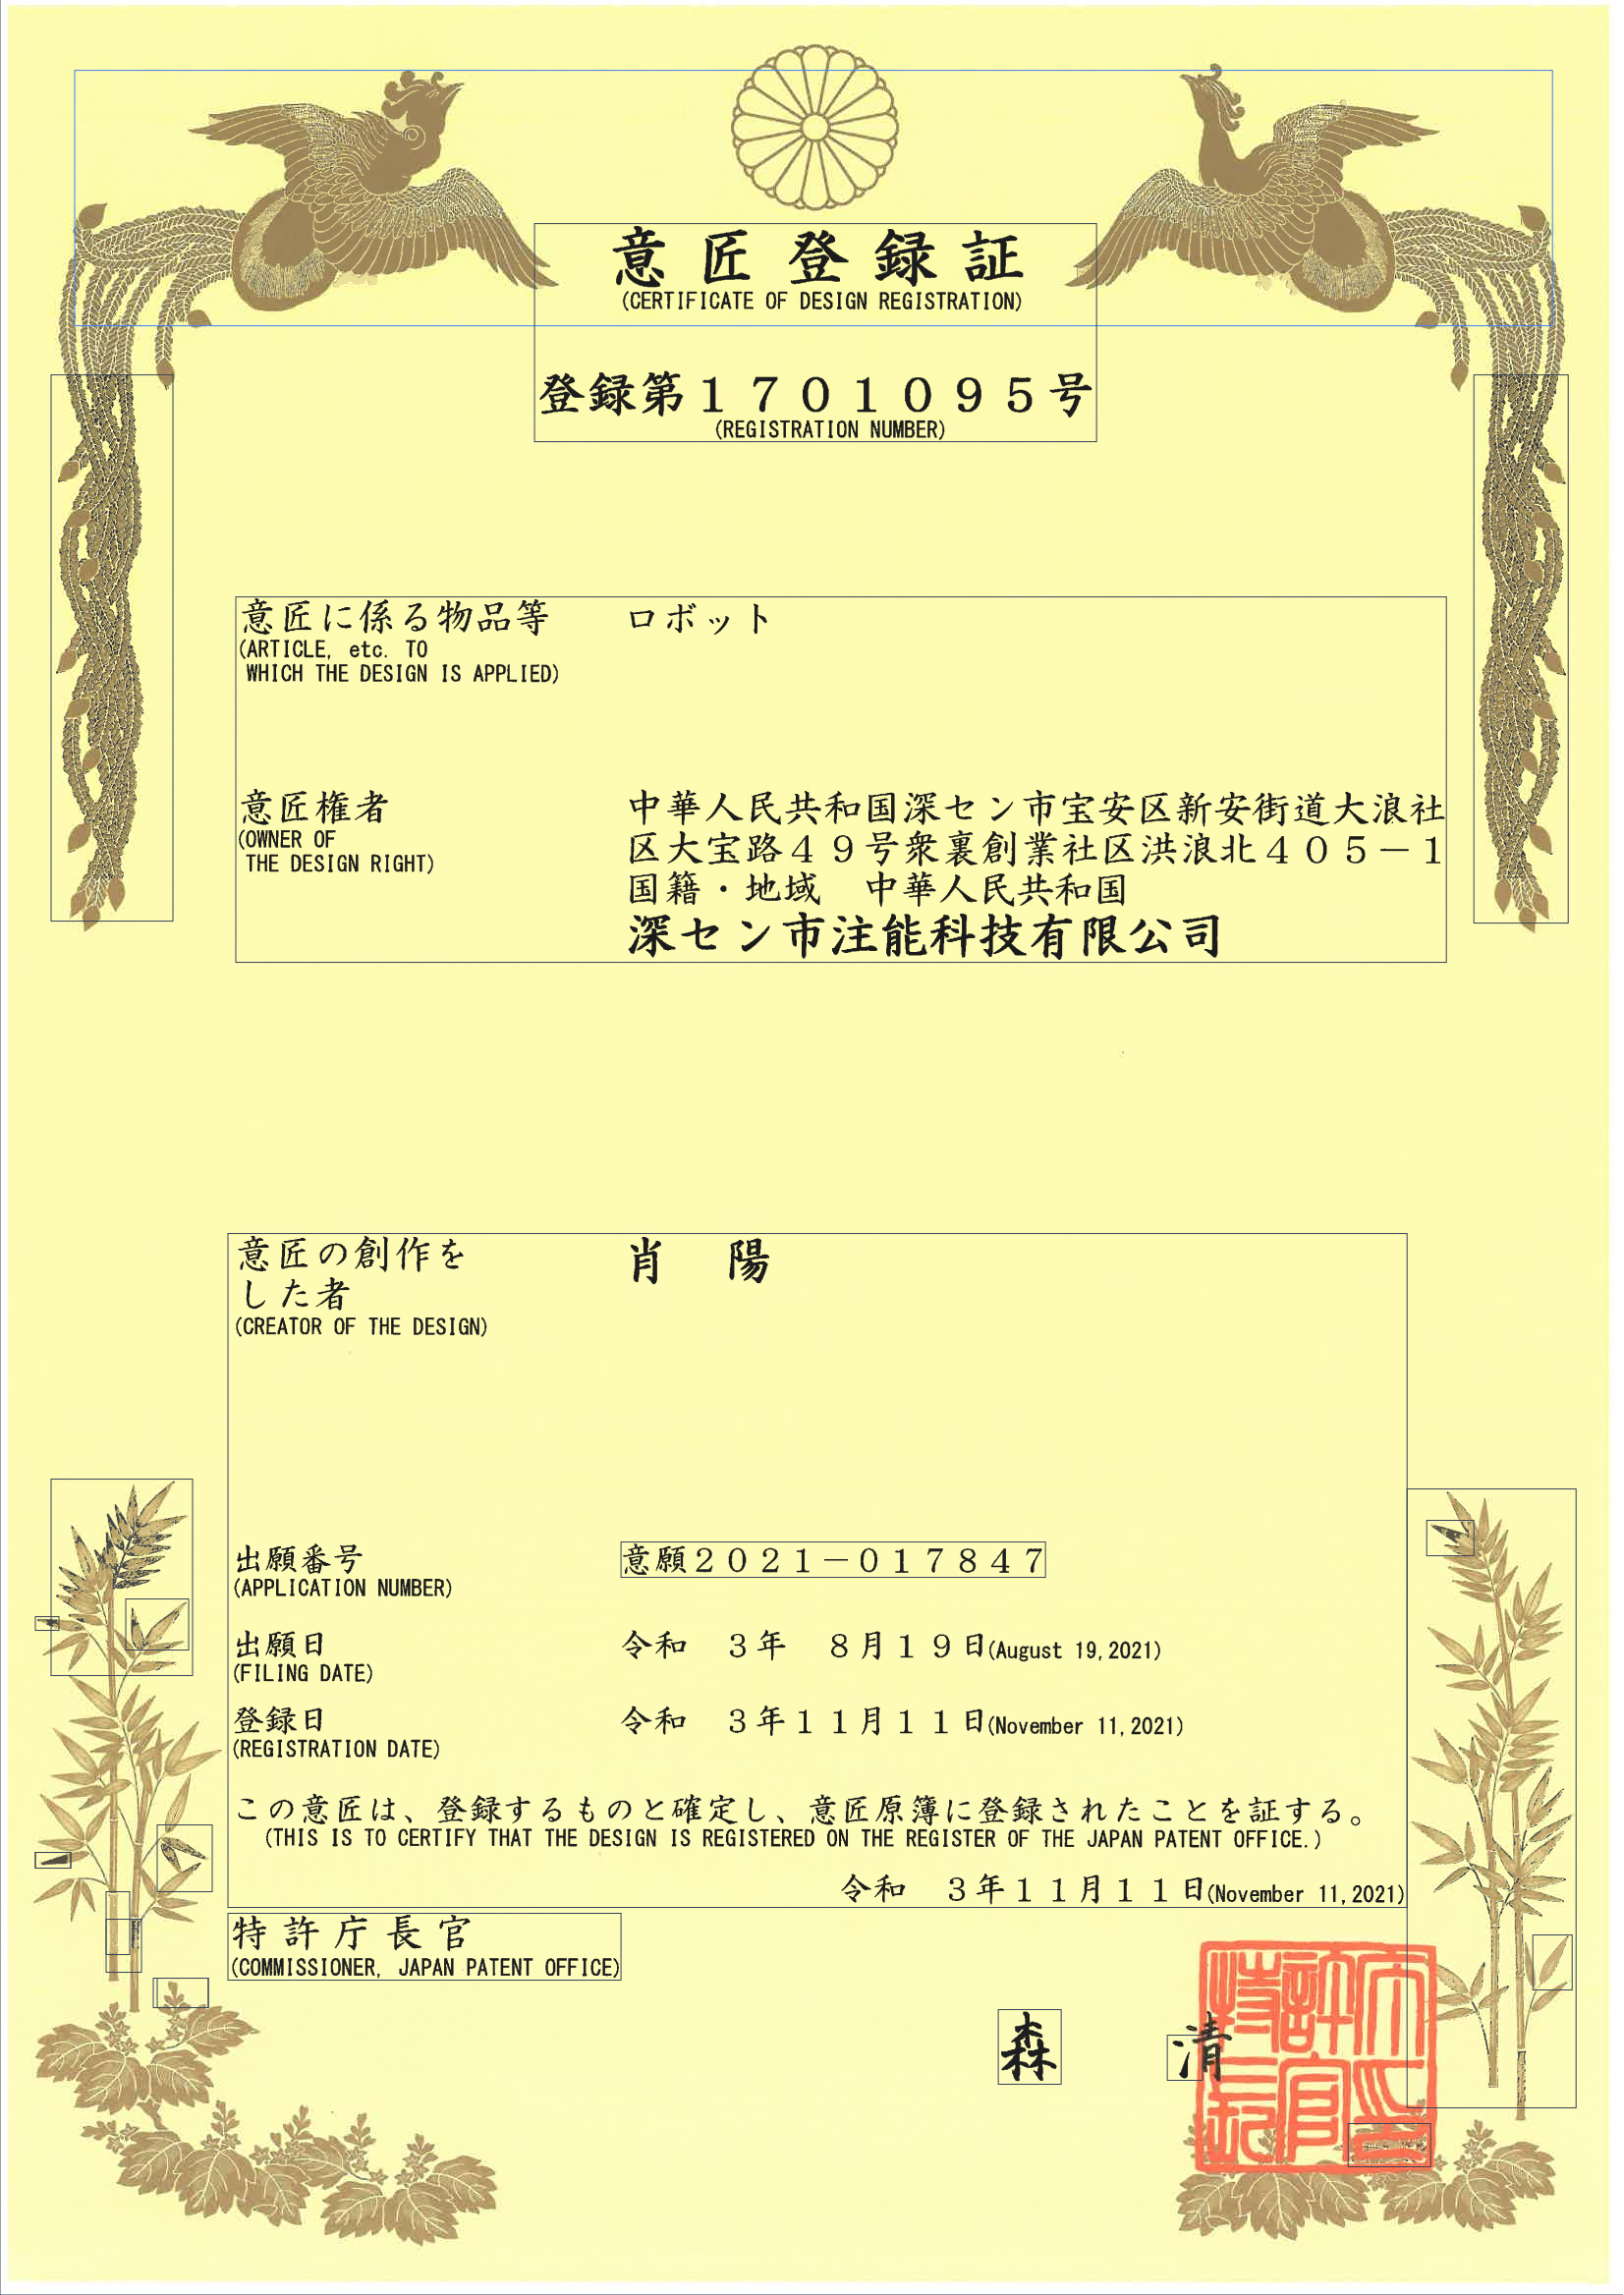 意匠登録証
(CERTIFICATE OF DESIGN REGISTRATION)
登録第１７０１０９５号
(REGISTRATION NUMBER)
意匠に係る物品等　ロボット
(ARTICLE, etc. TO
WHICH THE DESIGN IS APPLIED)
意匠権者　中華人民共和国深セン市宝安区新安街道大浪社
(OWNER OF　区大宝路４９号衆裏創業社区洪浪北４０５－１
THE DESIGN RIGHT)
国籍・地域　中華人民共和国
深セン市注能科技有限公司
意匠の創作を　肖　陽
した者
(CREATOR OF THE DESIGN)
出願番号　意願２０２１－０１７８４７
(APPLICATION NUMBER)
出願日　令和　３年　８月１９日(August 19,2021)
(FILING DATE)
登録日　令和　３年１１月１１日(November 11,2021)
(REGISTRATION DATE)
この意匠は、登録するものと確定し、意匠原簿に登録されたことを証する。
(THIS IS TO CERTIFY THAT THE DESIGN IS REGISTERED ON THE REGISTER OF THE JAPAN PATENT OFFICE.)
令和　３年１１月１１日(November 11,2021)
特許庁長官
(COMMISSIONER, JAPAN PATENT OFFICE)
森　清